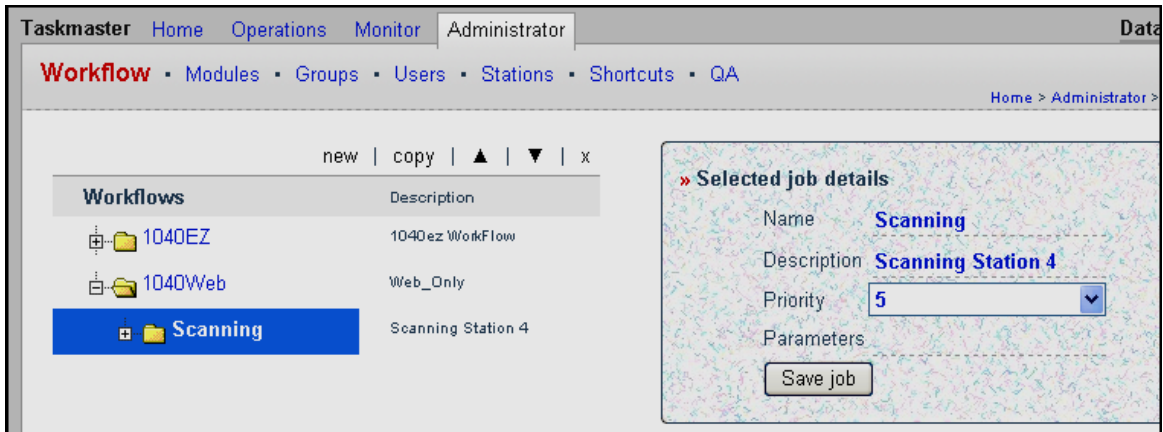 Taskmaster Home Operations Monitor Administrator Data
Workflow ▪ Modules ▪ Groups ▪ Users ▪ Stations ▪ Shortcuts ▪ QA
Home > Administrator >
new | copy | ▲ | ▼ | x
Workflows Description
1040EZ 1040ez WorkFlow
1040Web Web_Only
Scanning Scanning Station 4
» Selected job details
Name Scanning
Description Scanning Station 4
Priority 5
Parameters
Save job